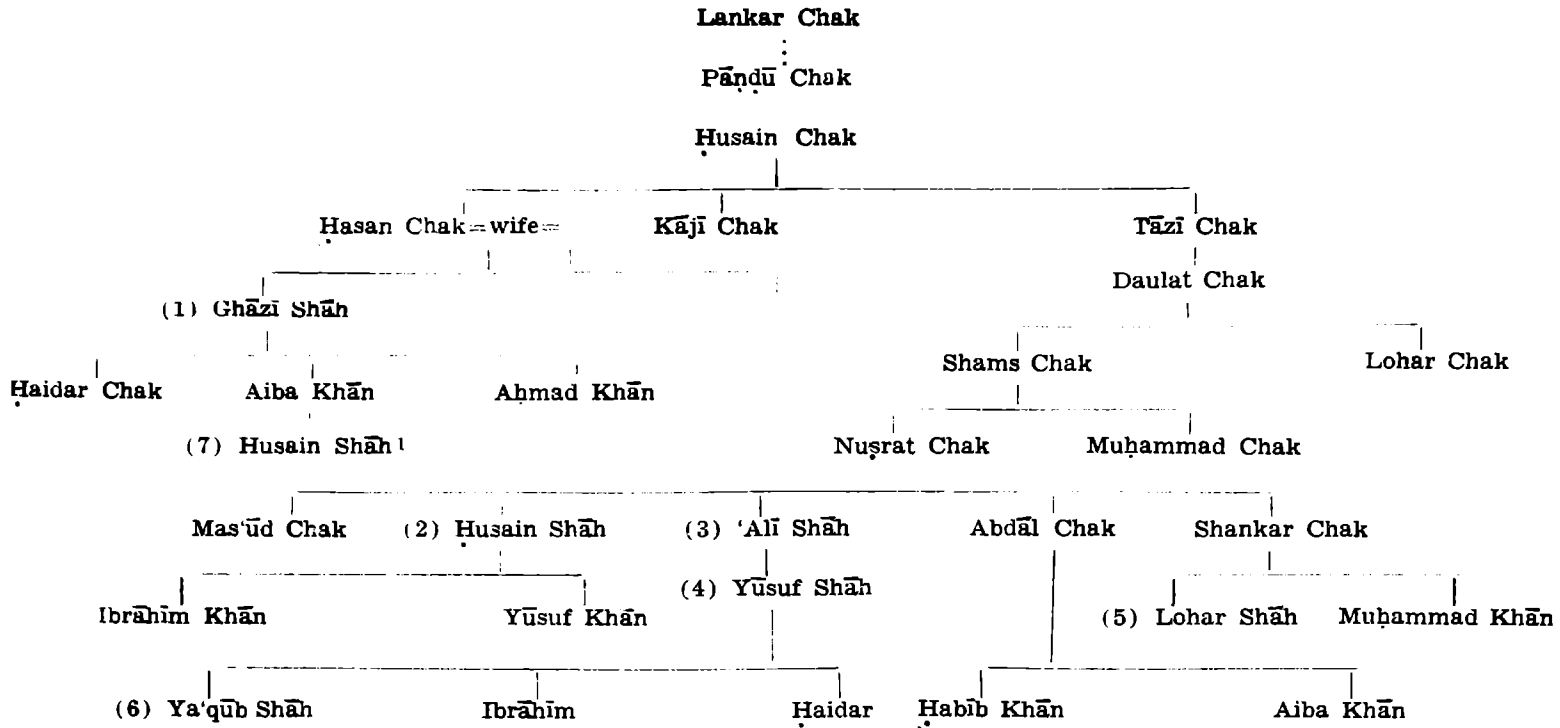 Lankar Chak
Pāṇḍū Chak
Ḥusain Chak
Ḥasan Chak=wife= Kājī Chak Tāzī Chak
Daulat Chak
(1) Ghāzī Shāh
Shams Chak Lohar Chak
Ḥaidar Chak Aiba Khān Aḥmad Khān
(7) Husain Shāh¹ Nuṣrat Chak Muḥammad Chak
Mas‘ūd Chak (2) Ḥusain Shāh (3) ‘Alī Shāh Abdāl Chak Shankar Chak
(4) Yūsuf Shāh
Ibrāhīm Khān Yūsuf Khān (5) Lohar Shāh Muḥammad Khān
(6) Ya‘qūb Shāh Ibrāhīm Ḥaidar Ḥabīb Khān Aiba Khān